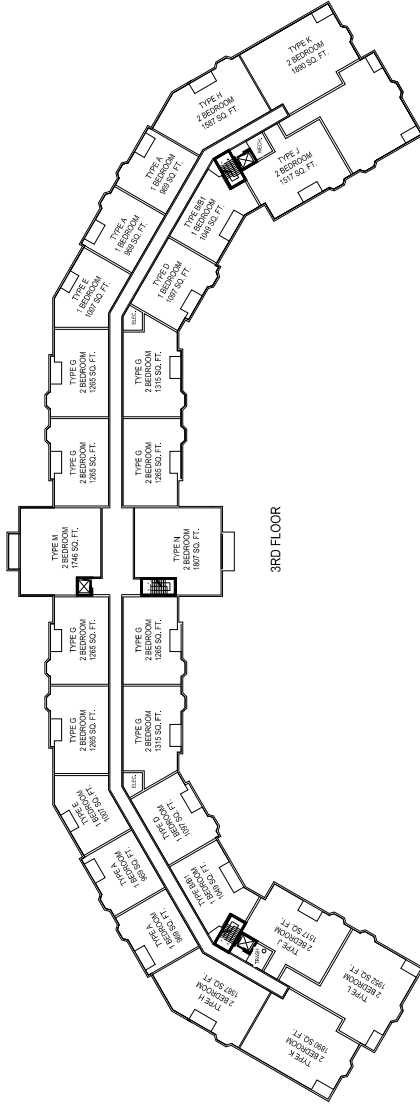 TYPE K
2 BEDROOM
1890 SQ. FT.
TYPE H
2 BEDROOM
1587 SQ. FT.
MECH.
TYPE J
2 BEDROOM
1517 SQ. FT.
TYPE A
1 BEDROOM
969 SQ. FT.
TYPE B/B1
1 BEDROOM
1049 SQ. FT.
TYPE A
1 BEDROOM
969 SQ. FT.
TYPE D
1 BEDROOM
1097 SQ. FT.
TYPE E
1 BEDROOM
1007 SQ. FT.
ELEC.
TYPE G
2 BEDROOM
1265 SQ. FT.
TYPE G
2 BEDROOM
1315 SQ. FT.
TYPE G
2 BEDROOM
1265 SQ. FT.
TYPE G
2 BEDROOM
1265 SQ. FT.
TYPE M
2 BEDROOM
1746 SQ. FT.
TYPE N
2 BEDROOM
1807 SQ. FT.
3RD FLOOR
TYPE G
2 BEDROOM
1265 SQ. FT.
TYPE G
2 BEDROOM
1265 SQ. FT.
TYPE G
2 BEDROOM
1265 SQ. FT.
TYPE G
2 BEDROOM
1315 SQ. FT.
ELEC.
TYPE E
1 BEDROOM
1007 SQ. FT.
TYPE D
1 BEDROOM
1097 SQ. FT.
TYPE A
1 BEDROOM
969 SQ. FT.
TYPE B/B1
1 BEDROOM
1049 SQ. FT.
TYPE A
1 BEDROOM
969 SQ. FT.
TYPE J
2 BEDROOM
1517 SQ. FT.
TRASH
TYPE H
2 BEDROOM
1587 SQ. FT.
TYPE L
2 BEDROOM
1952 SQ. FT.
TYPE K
2 BEDROOM
1890 SQ. FT.